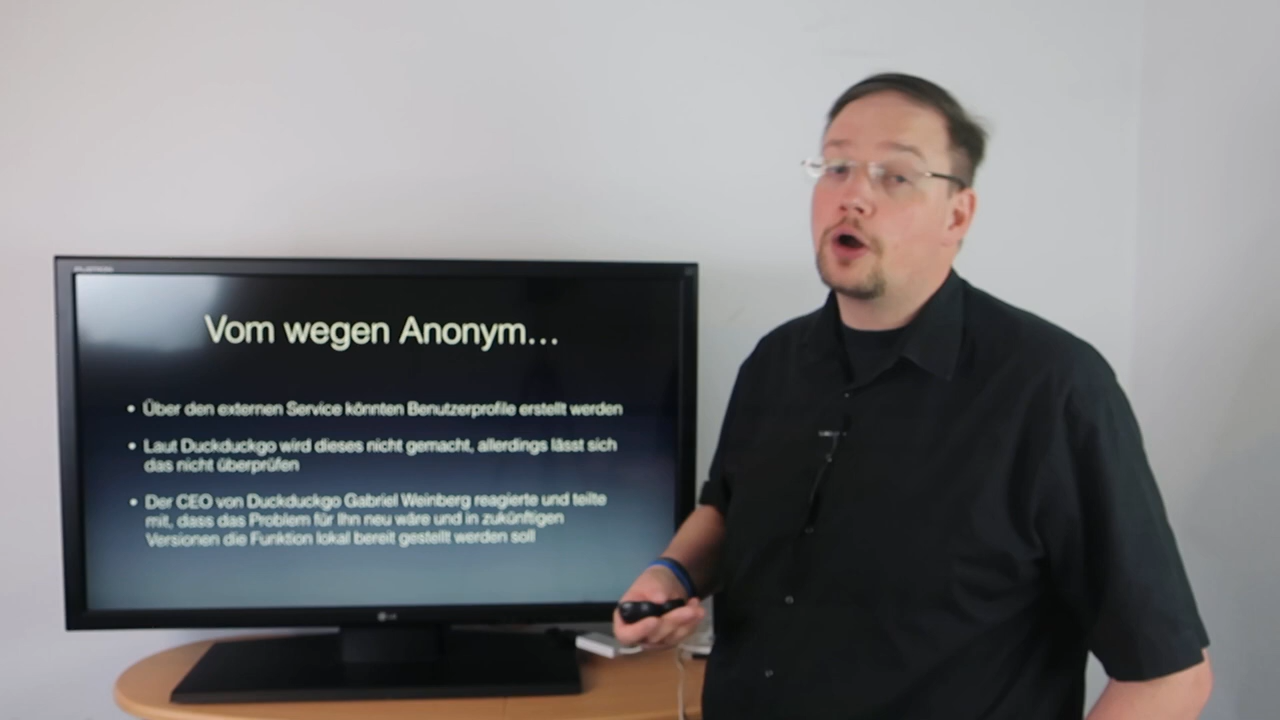 Vom wegen Anonym...
• Über den externen Service könnten Benutzerprofile erstellt werden
• Laut Duckduckgo wird dieses nicht gemacht, allerdings lässt sich
das nicht überprüfen
• Der CEO von Duckduckgo Gabriel Weinberg reagierte und teilte
mit, dass das Problem für Ihn neu wäre und in zukünftigen
Versionen die Funktion lokal bereit gestellt werden soll
LG